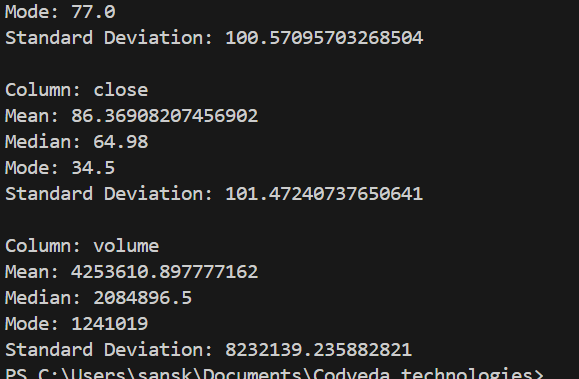 Mode: 77.0
Standard Deviation: 100.57095703268504
Column: close
Mean: 86.36908207456902
Median: 64.98
Mode: 34.5
Standard Deviation: 101.47240737650641
Column: volume
Mean: 4253610.897777162
Median: 2084896.5
Mode: 1241019
Standard Deviation: 8232139.235882821
PS C:\Users\sansk\Documents\Codveda technologies>